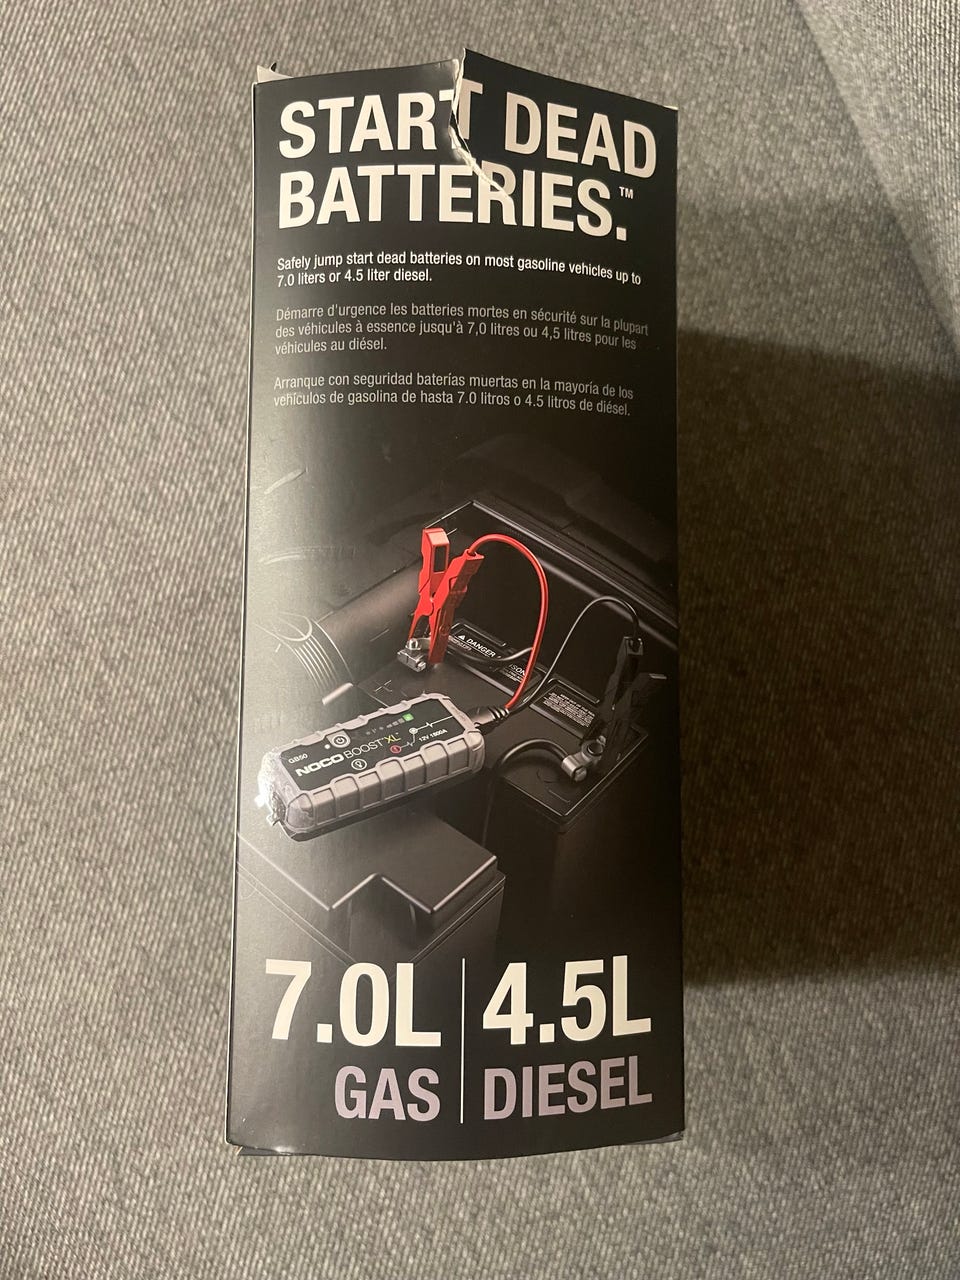 START DEAD
BATTERIES.™
Safely jump start dead batteries on most gasoline vehicles up to
7.0 liters or 4.5 liter diesel.
Démarre d'urgence les batteries mortes en sécurité sur la plupart
des véhicules à essence jusqu'à 7,0 litres ou 4,5 litres pour les
véhicules au diésel.
Arranque con seguridad baterías muertas en la mayoría de los
vehículos de gasolina de hasta 7.0 litros o 4.5 litros de diésel.
DANGER
GB50
NOCO BOOST XL™
12V 1500A
7.0L
GAS
4.5L
DIESEL